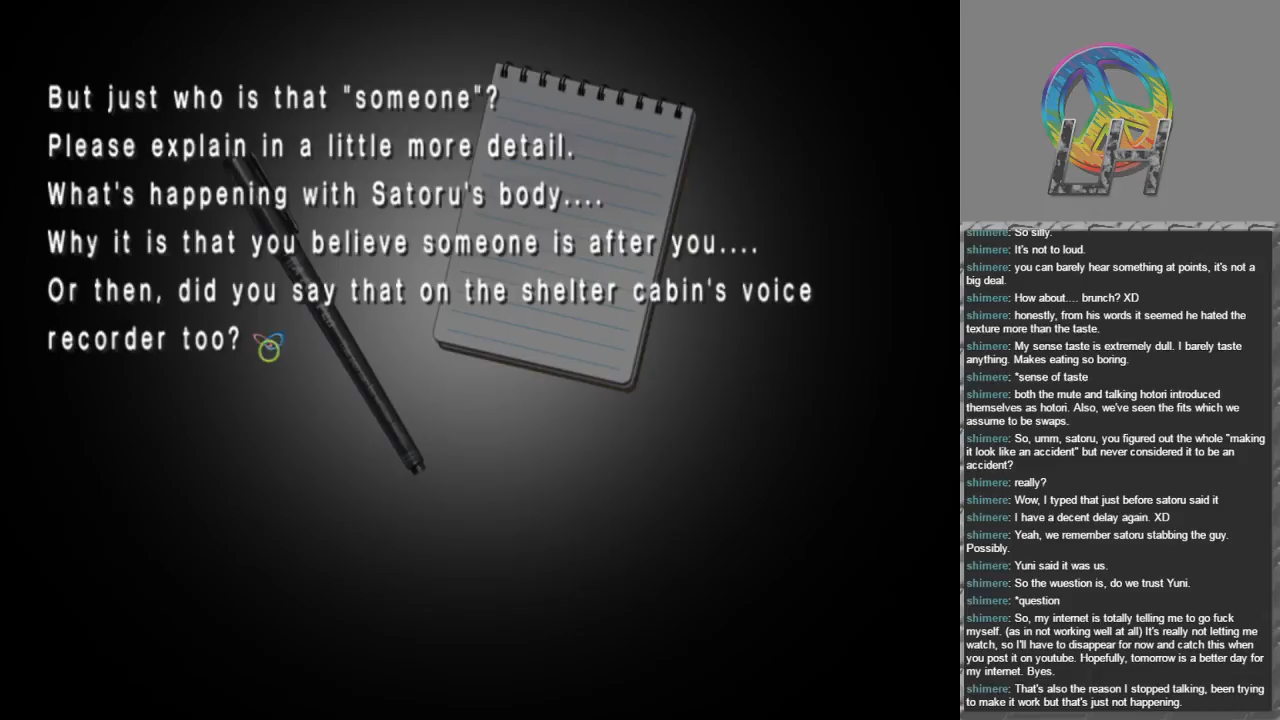 But just who is that "someone"?
Please explain in a little more detail.
What's happening with Satoru's body....
Why it is that you believe someone is after you....
Or then, did you say that on the shelter cabin's voice
recorder too?
LH
shimere: So silly.
shimere: It's not to loud.
shimere: you can barely hear something at points, it's not a
big deal.
shimere: How about.... brunch? XD
shimere: honestly, from his words it seemed he hated the
texture more than the taste.
shimere: My sense taste is extremely dull. I barely taste
anything. Makes eating so boring.
shimere: *sense of taste
shimere: both the mute and talking hotori introduced
themselves as hotori. Also, we've seen the fits which we
assume to be swaps.
shimere: So, umm, satoru, you figured out the whole "making
it look like an accident" but never considered it to be an
accident?
shimere: really?
shimere: Wow, I typed that just before satoru said it
shimere: I have a decent delay again. XD
shimere: Yeah, we remember satoru stabbing the guy.
Possibly.
shimere: Yuni said it was us.
shimere: So the wuestion is, do we trust Yuni.
shimere: *question
shimere: So, my internet is totally telling me to go fuck
myself. (as in not working well at all) It's really not letting me
watch, so I'll have to disappear for now and catch this when
you post it on youtube. Hopefully, tomorrow is a better day for
my internet. Byes.
shimere: That's also the reason I stopped talking, been trying
to make it work but that's just not happening.